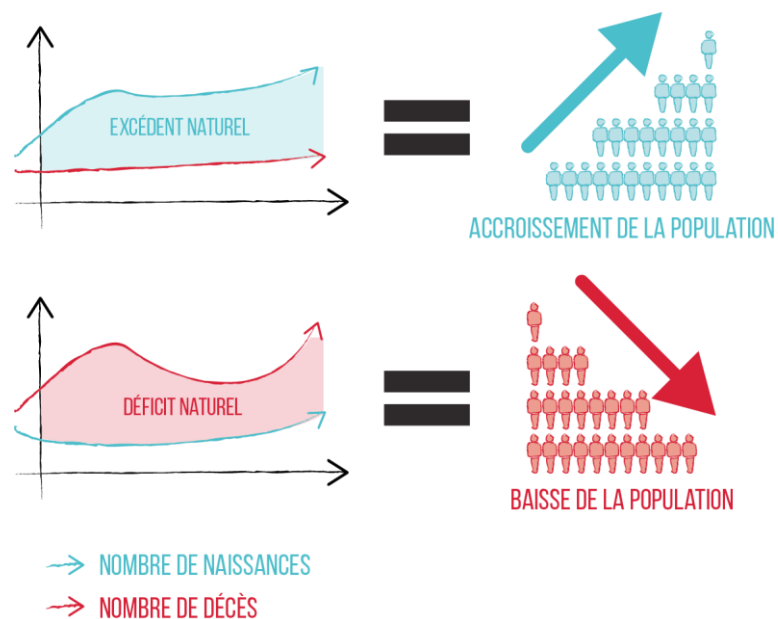 EXCÉDENT NATUREL
ACCROISSEMENT DE LA POPULATION
DÉFICIT NATUREL
BAISSE DE LA POPULATION
NOMBRE DE NAISSANCES
NOMBRE DE DÉCÈS